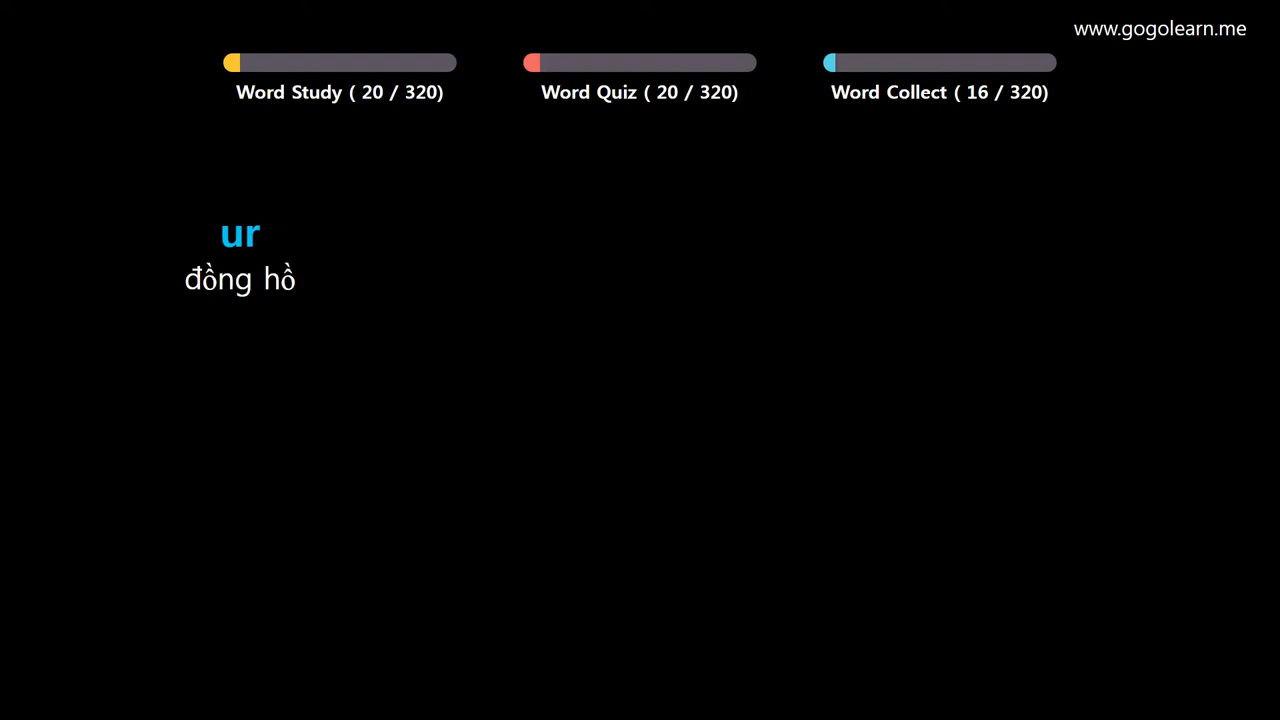 www.gogolearn.me
Word Study ( 20 / 320)
Word Quiz ( 20 / 320)
Word Collect ( 16 / 320)
ur
đồng hồ